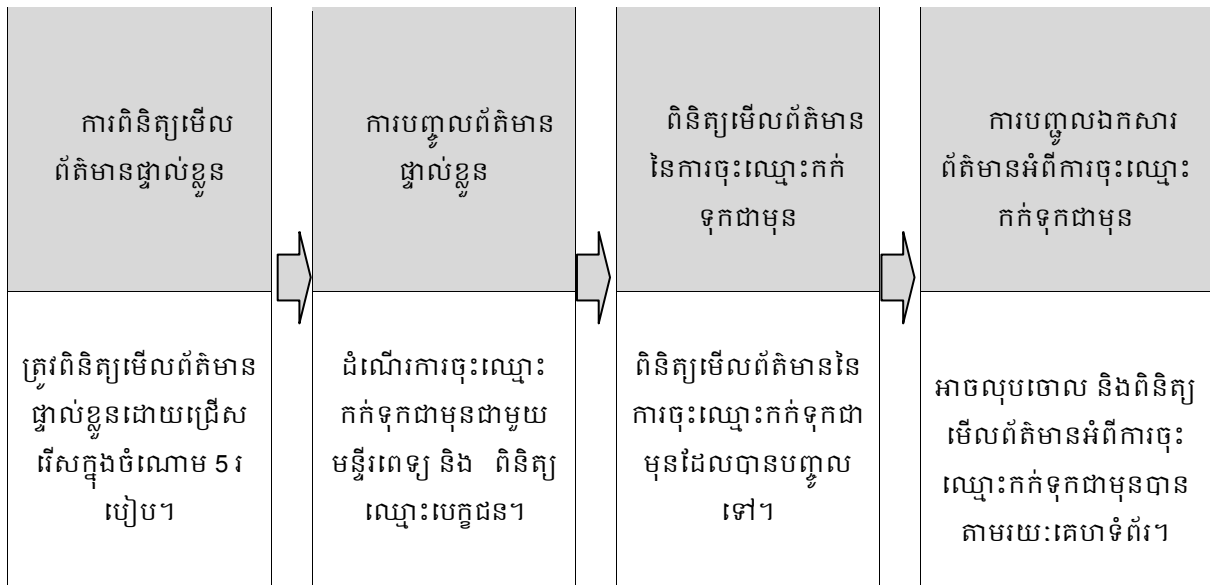 ការពិនិត្យមើល
ព័ត៌មានផ្ទាល់ខ្លួន
ត្រូវពិនិត្យមើលព័ត៌មាន
ផ្ទាល់ខ្លួនដោយជ្រើស
រើសក្នុងចំណោម 5 រ
បៀប។
ការបញ្ចូលព័ត៌មាន
ផ្ទាល់ខ្លួន
ដំណើរការចុះឈ្មោះ
កក់ទុកជាមុនជាមួយ
មន្ទីរពេទ្យ និង ពិនិត្យ
ឈ្មោះបេក្ខជន។
ពិនិត្យមើលព័ត៌មាន
នៃការចុះឈ្មោះកក់
ទុកជាមុន
ពិនិត្យមើលព័ត៌មាននៃ
ការចុះឈ្មោះកក់ទុកជា
មុនដែលបានបញ្ចូល
ទៅ។
ការបញ្ជូលឯកសារ
ព័ត៌មានអំពីការចុះឈ្មោះ
កក់ទុកជាមុន
អាចលុបចោល និងពិនិត្យ
មើលព័ត៌មានអំពីការចុះ
ឈ្មោះកក់ទុកជាមុនបាន
តាមរយៈគេហទំព័រ។